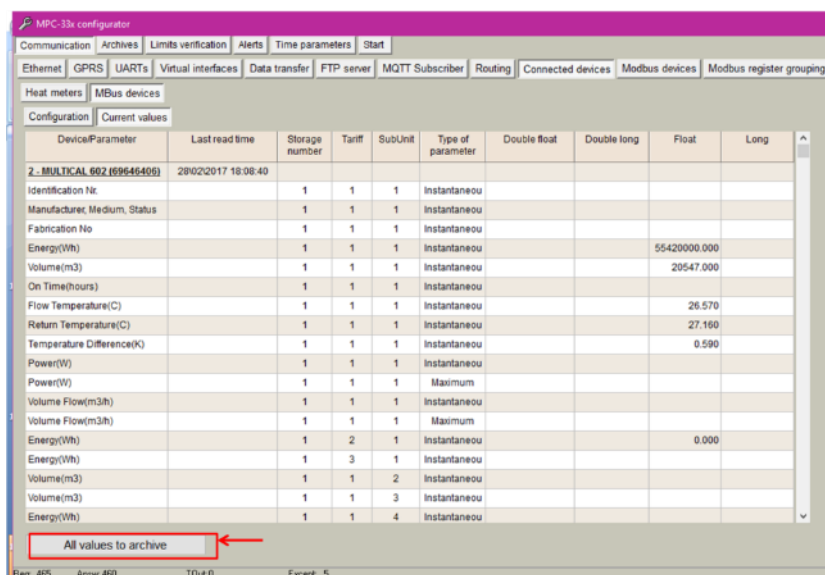 MPC-33x configurator
Communication Archives Limits verification Alerts Time parameters Start
Ethernet GPRS UARTs Virtual interfaces Data transfer FTP server MQTT Subscriber Routing Connected devices Modbus devices Modbus register grouping
Heat meters MBus devices
Configuration Current values
Device/Parameter Last read time Storage number Tariff SubUnit Type of parameter Double float Double long Float Long
2 - MULTICAL 602 (69646406) 28\02\2017 18:08:40
Identification Nr. 1 1 1 Instantaneou
Manufacturer, Medium, Status 1 1 1 Instantaneou
Fabrication No 1 1 1 Instantaneou
Energy(Wh) 1 1 1 Instantaneou 55420000.000
Volume(m3) 1 1 1 Instantaneou 20547.000
On Time(hours) 1 1 1 Instantaneou
Flow Temperature(C) 1 1 1 Instantaneou 26.570
Return Temperature(C) 1 1 1 Instantaneou 27.160
Temperature Difference(K) 1 1 1 Instantaneou 0.590
Power(W) 1 1 1 Instantaneou
Power(W) 1 1 1 Maximum
Volume Flow(m3/h) 1 1 1 Instantaneou
Volume Flow(m3/h) 1 1 1 Maximum
Energy(Wh) 1 2 1 Instantaneou 0.000
Energy(Wh) 1 3 1 Instantaneou
Volume(m3) 1 1 2 Instantaneou
Volume(m3) 1 1 3 Instantaneou
Energy(Wh) 1 1 4 Instantaneou
All values to archive